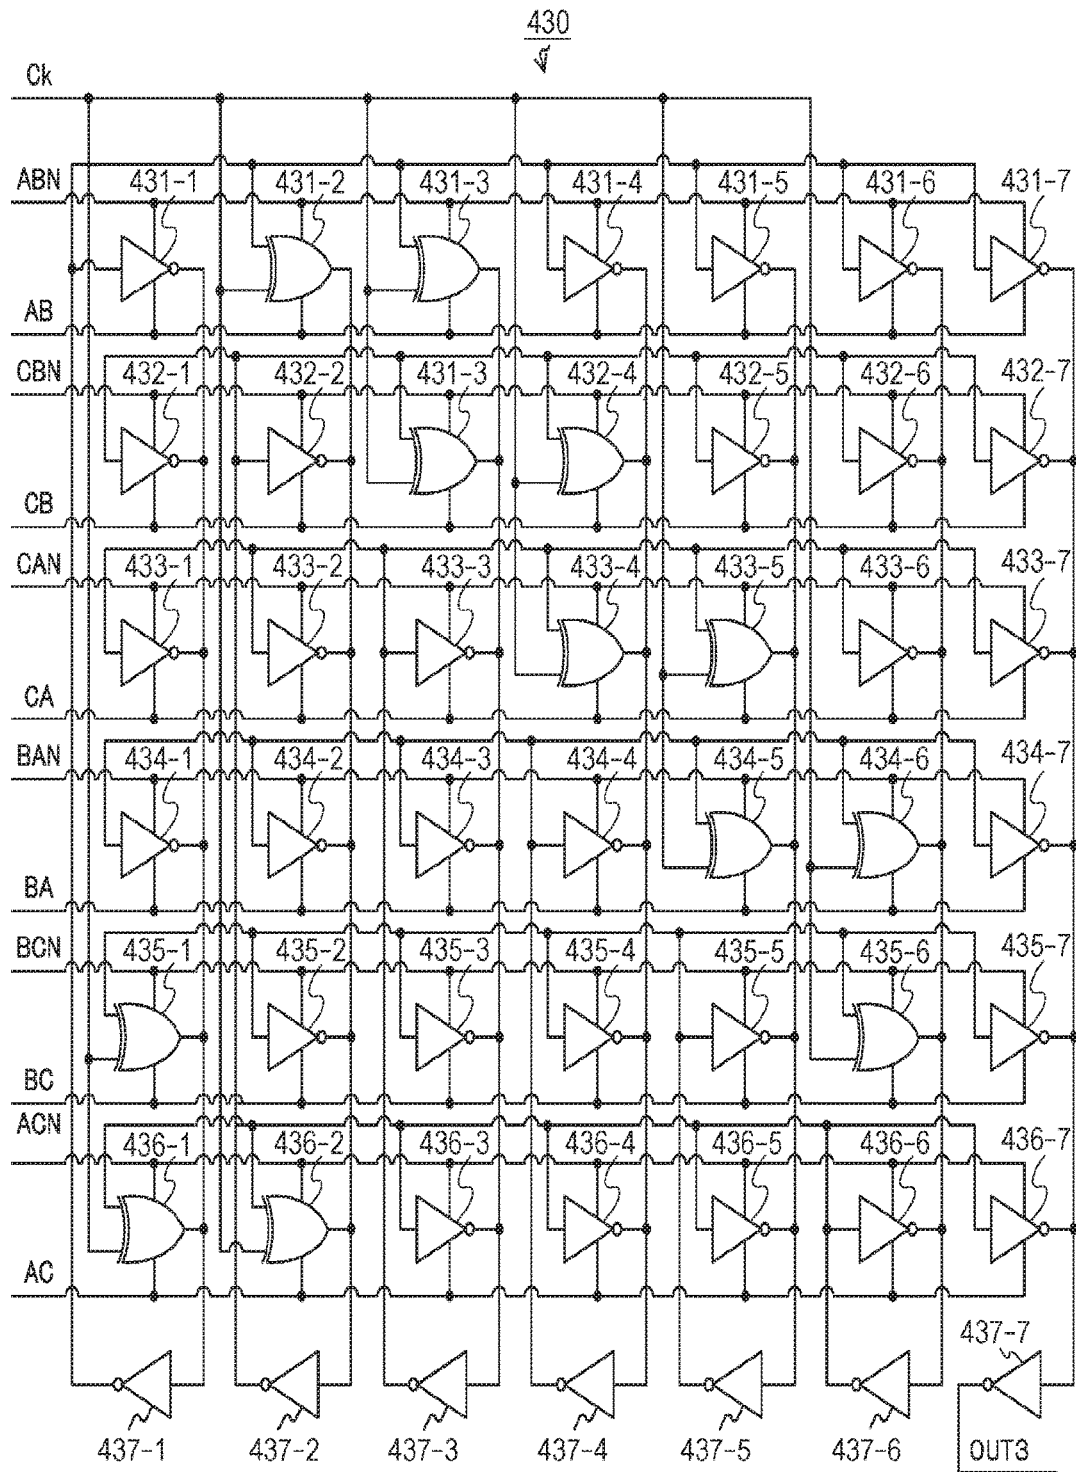 430
Ck
ABN 431-1 431-2 431-3 431-4 431-5 431-6 431-7
AB
CBN 432-1 432-2 431-3 432-4 432-5 432-6 432-7
CB
CAN 433-1 433-2 433-3 433-4 433-5 433-6 433-7
CA
BAN 434-1 434-2 434-3 434-4 434-5 434-6 434-7
BA
BCN 435-1 435-2 435-3 435-4 435-5 435-6 435-7
BC
ACN 436-1 436-2 436-3 436-4 436-5 436-6 436-7
AC
437-7
437-1 437-2 437-3 437-4 437-5 437-6 OUT3